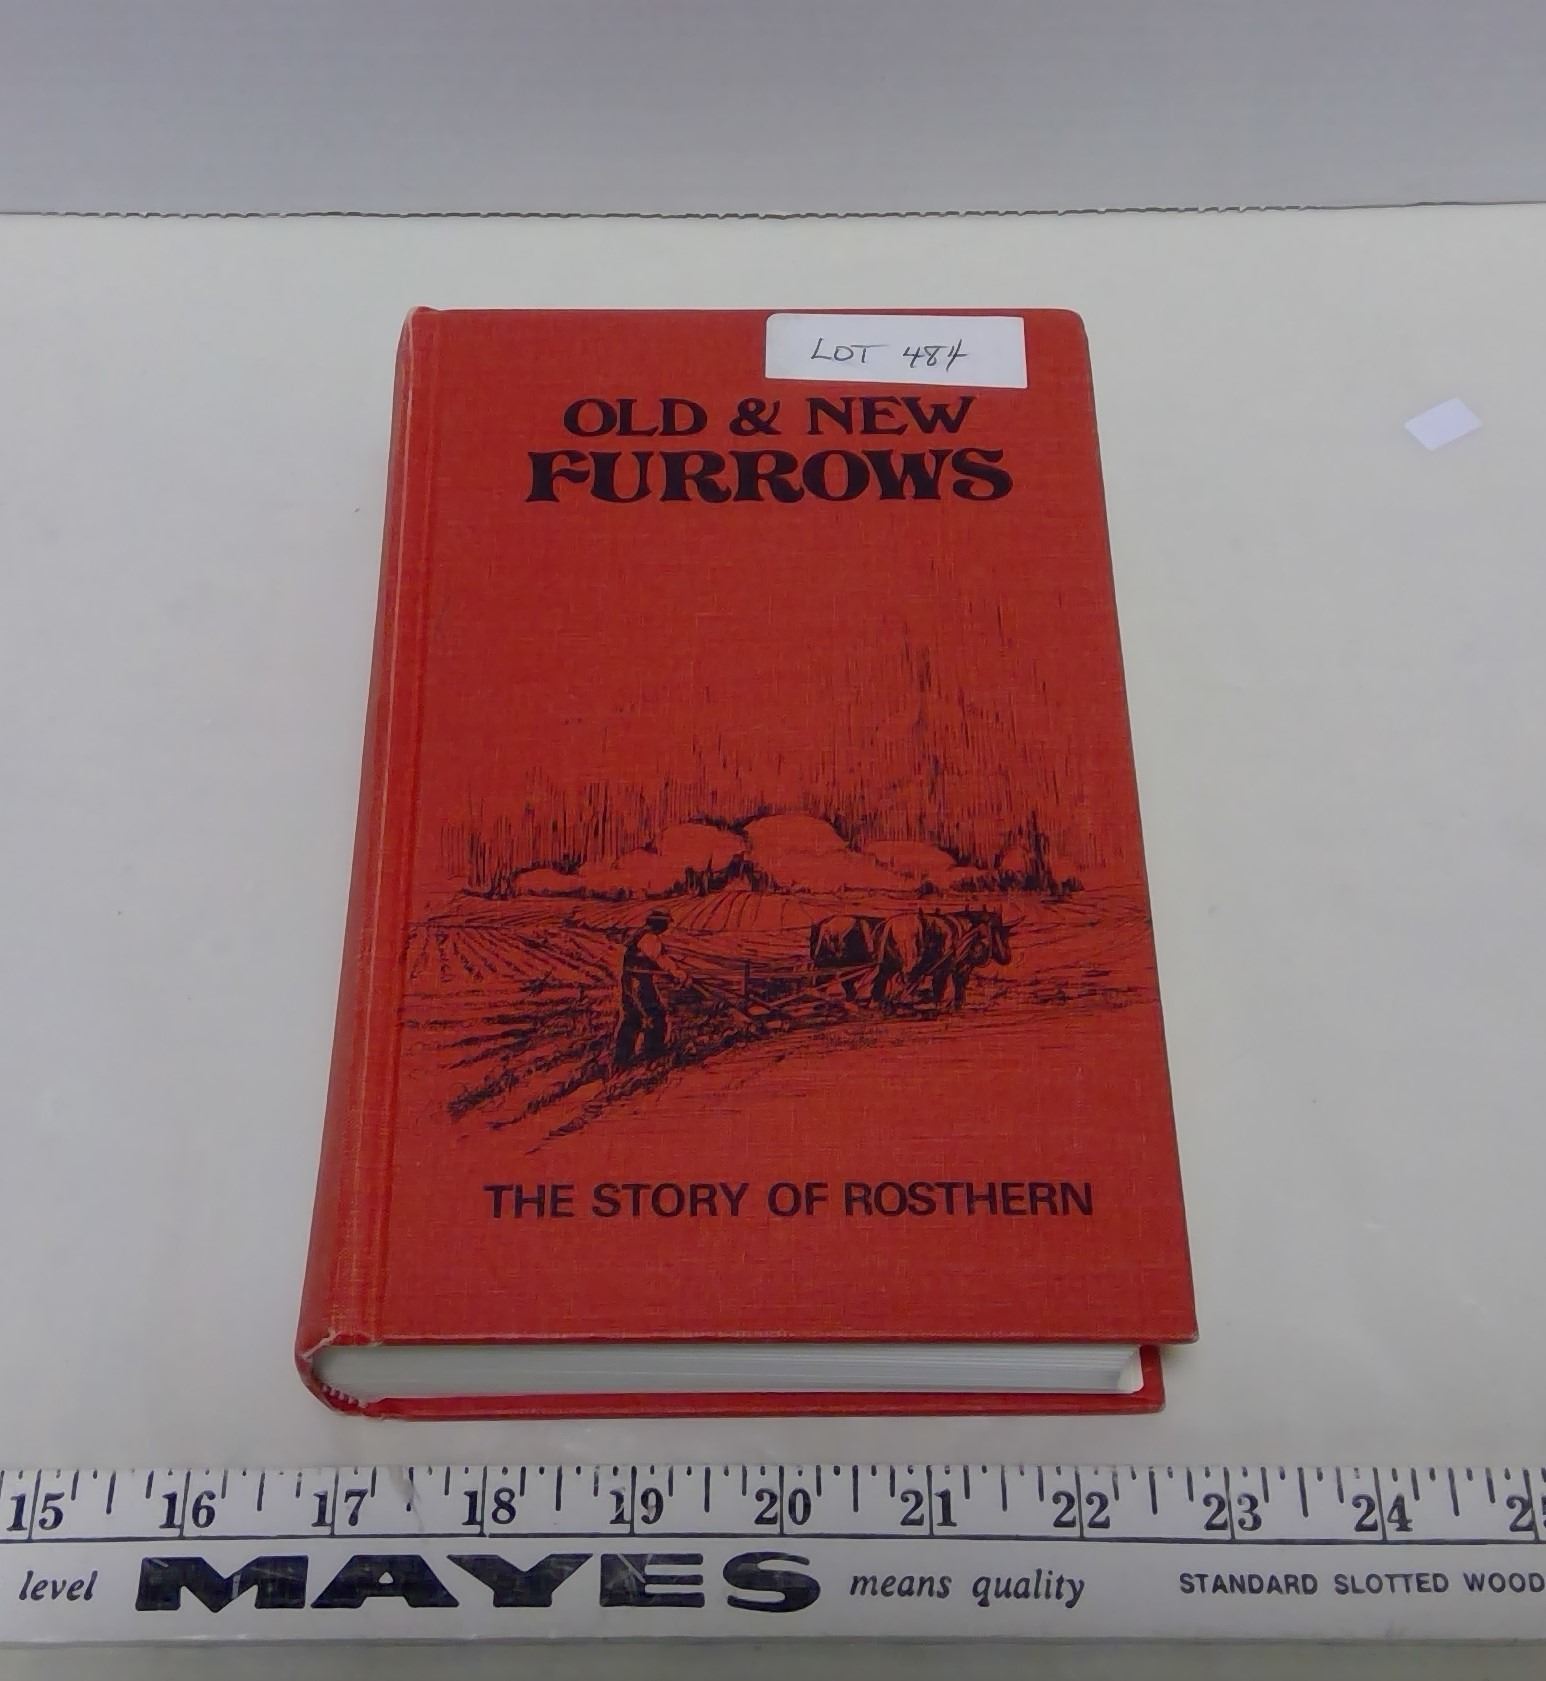 LOT 484
OLD & NEW
FURROWS
THE STORY OF ROSTHERN
15 16 17 18 19 20 21 22 23 24
level MAYES means quality STANDARD SLOTTED WOOD